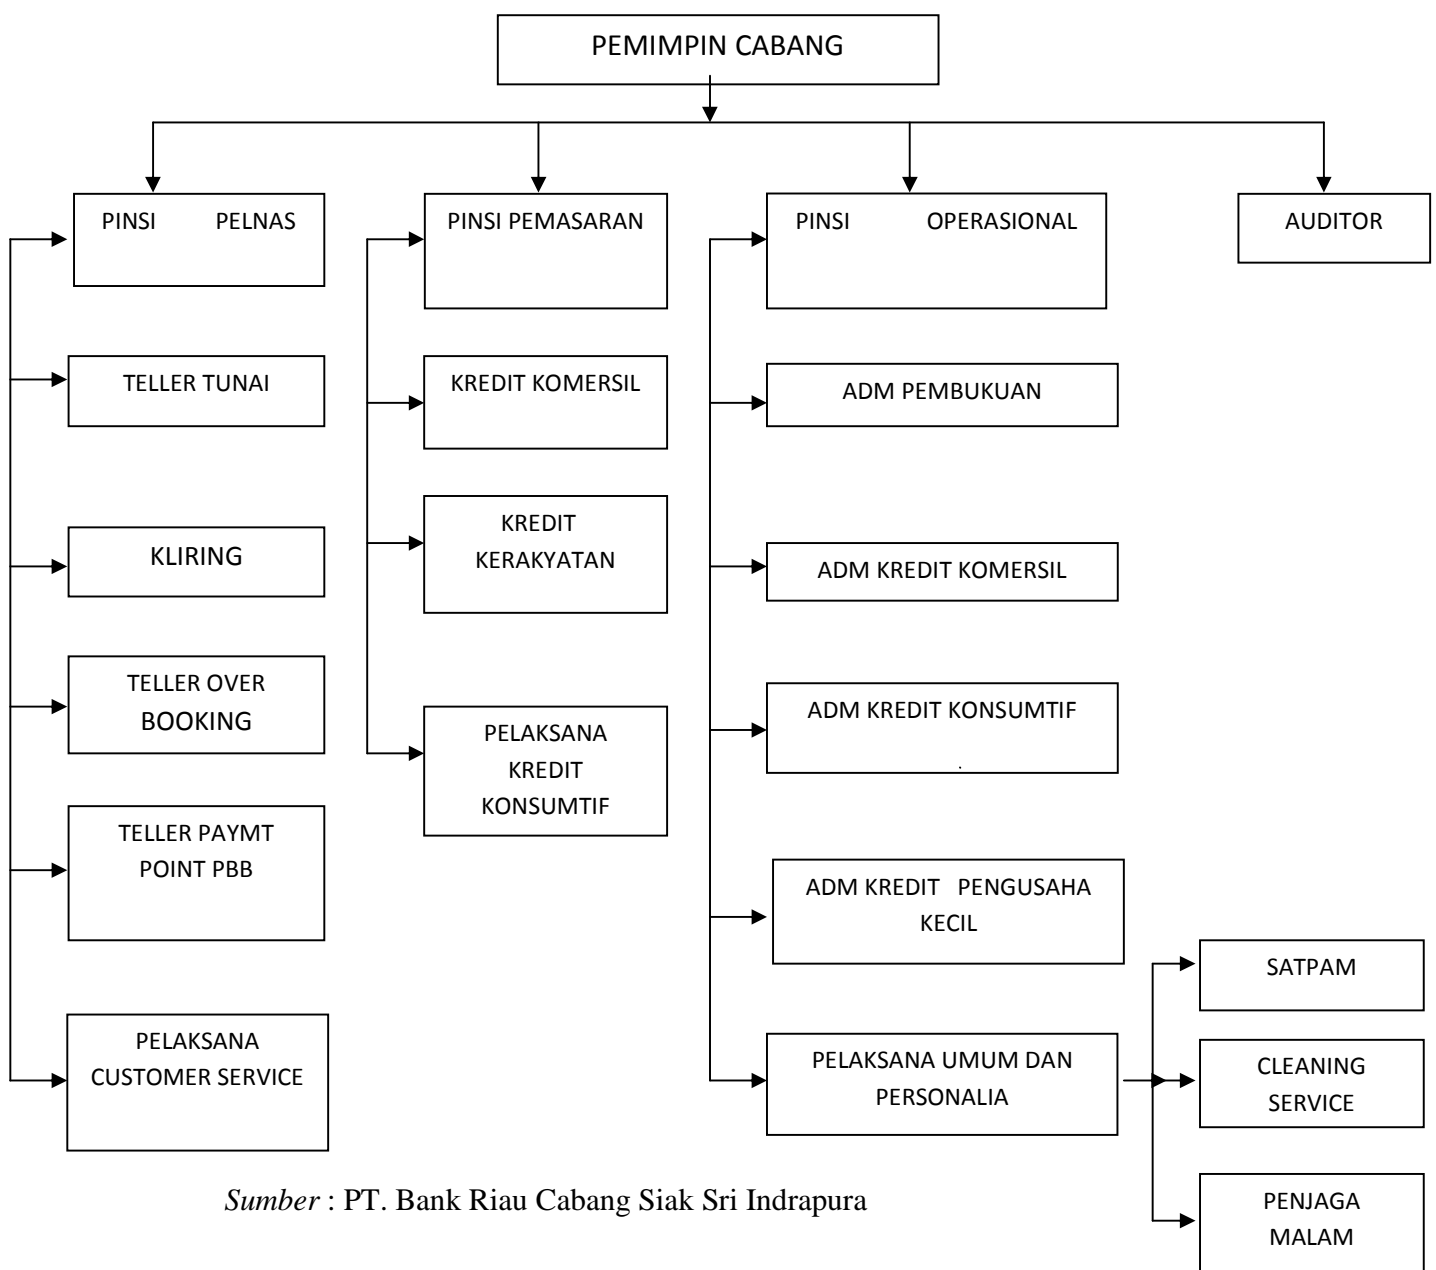 PEMIMPIN CABANG
PINSI PELNAS
PINSI PEMASARAN
PINSI OPERASIONAL
AUDITOR
TELLER TUNAI
KLIRING
TELLER OVER
BOOKING
TELLER PAYMT
POINT PBB
PELAKSANA
CUSTOMER SERVICE
KREDIT KOMERSIL
KREDIT
KERAKYATAN
PELAKSANA
KREDIT
KONSUMTIF
ADM PEMBUKUAN
ADM KREDIT KOMERSIL
ADM KREDIT KONSUMTIF
.
ADM KREDIT PENGUSAHA
KECIL
PELAKSANA UMUM DAN
PERSONALIA
SATPAM
CLEANING
SERVICE
PENJAGA
MALAM
Sumber : PT. Bank Riau Cabang Siak Sri Indrapura